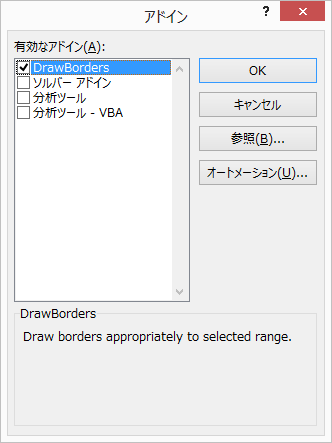 アドイン
有効なアドイン(A):
DrawBorders
ソルバー アドイン
分析ツール
分析ツール - VBA
OK
キャンセル
参照(B)...
オートメーション(U)...
DrawBorders
Draw borders appropriately to selected range.